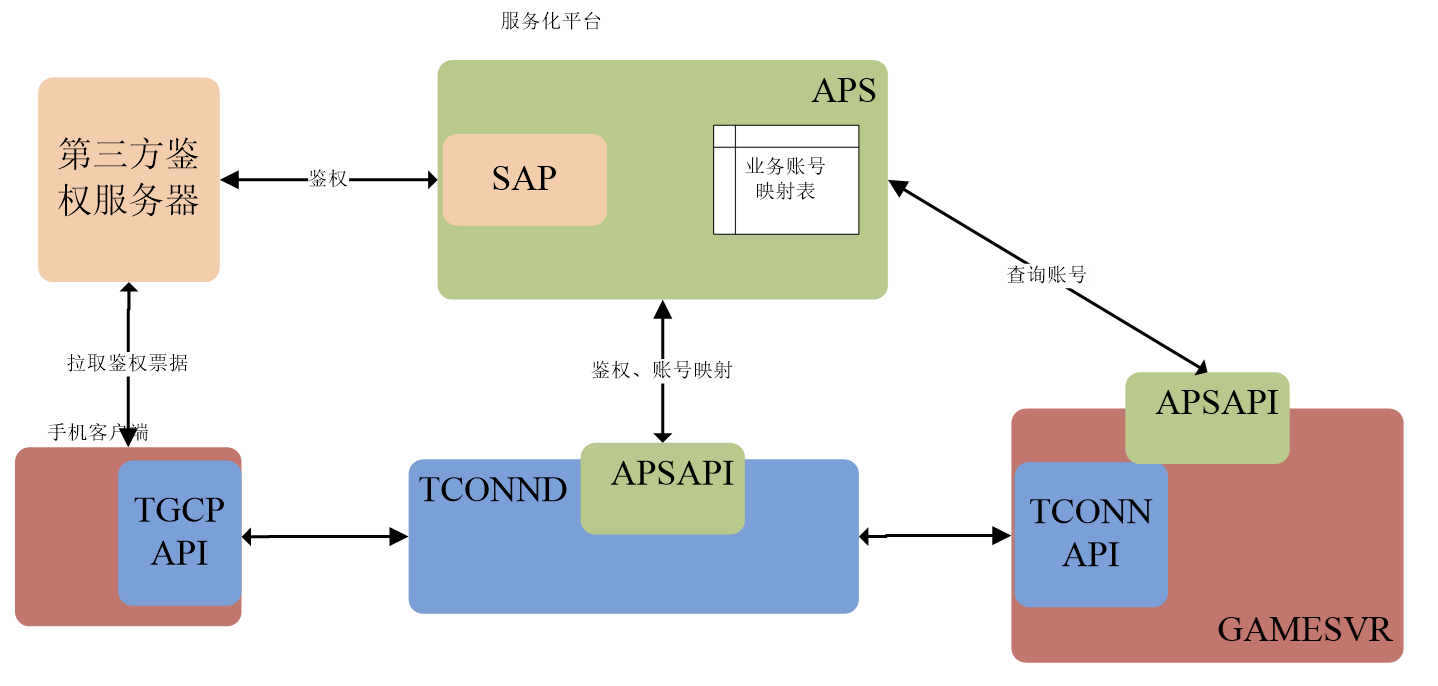 服务化平台
APS
第三方鉴
权服务器
鉴权
SAP
业务账号
映射表
查询账号
拉取鉴权票据
鉴权、账号映射
手机客户端
TGCP
API
TCONND
APSAPI
APSAPI
TCONN
API
GAMESVR